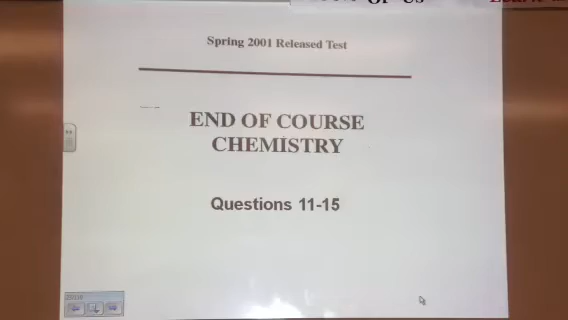 Spring 2001 Released Test
END OF COURSE
CHEMISTRY
Questions 11-15